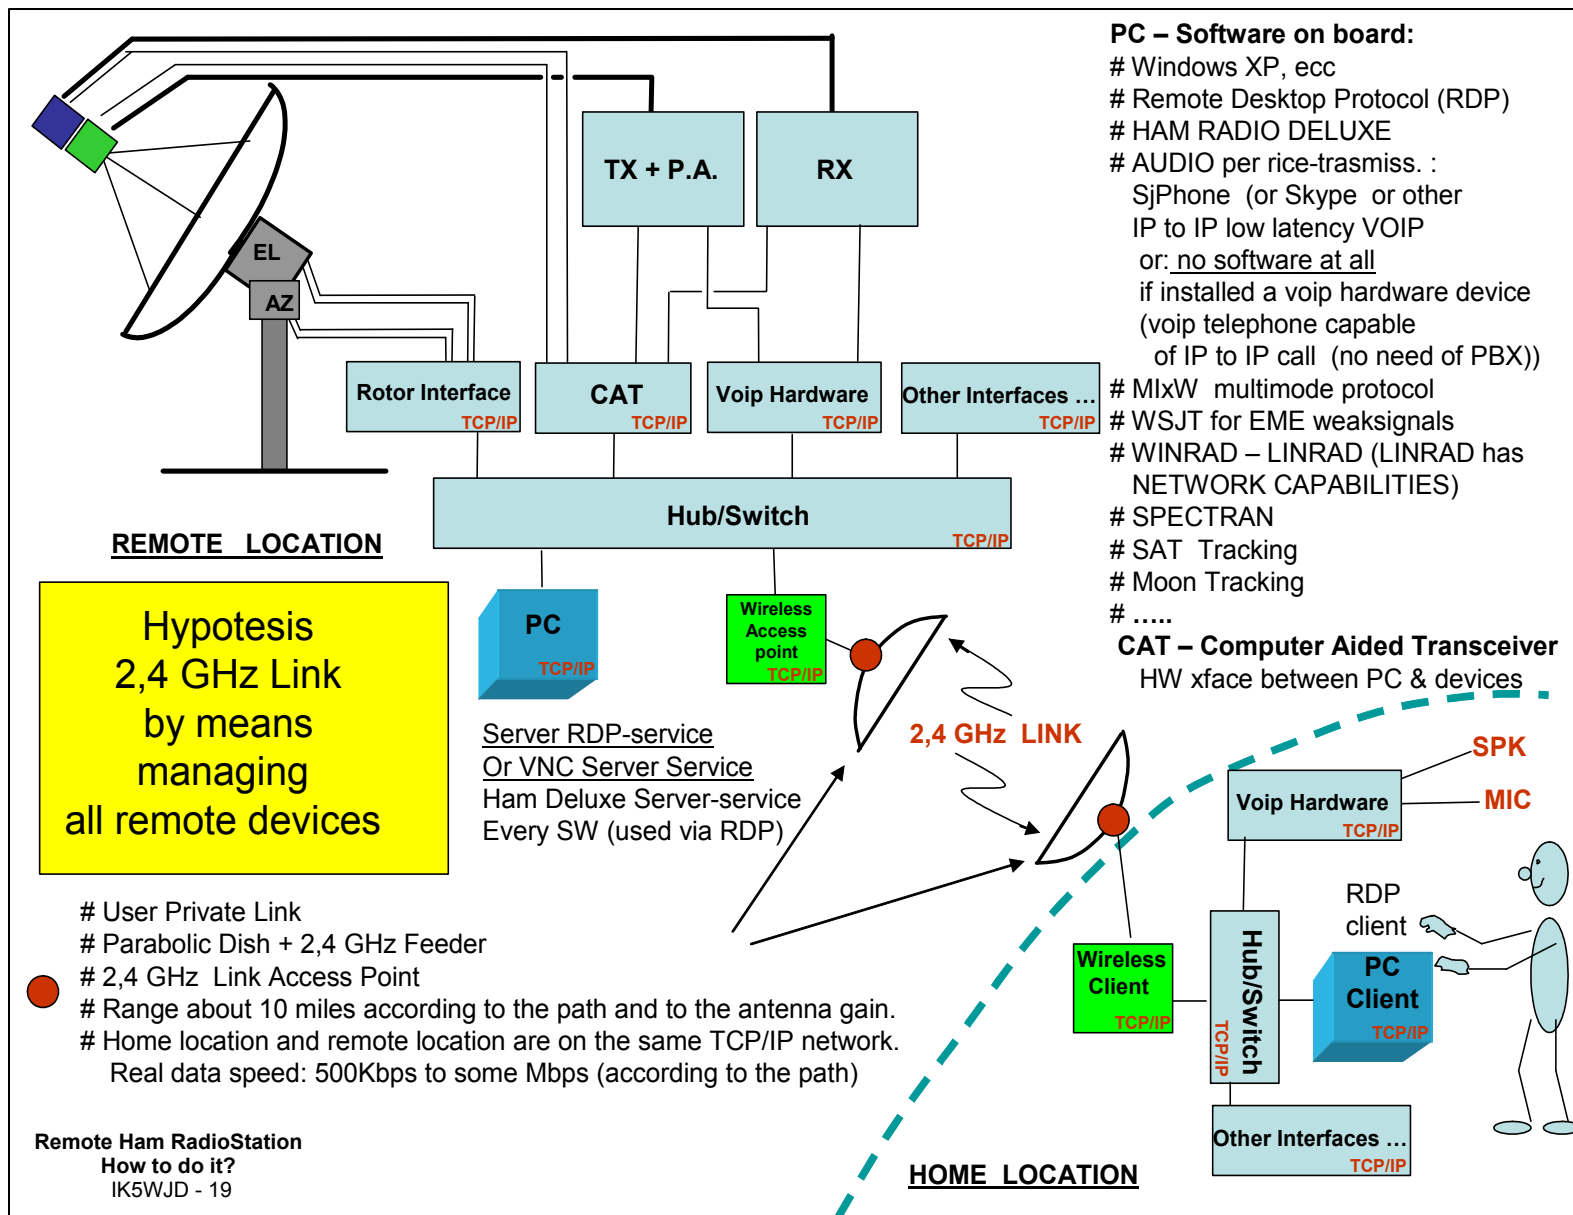 PC – Software on board:
# Windows XP, ecc
# Remote Desktop Protocol (RDP)
# HAM RADIO DELUXE
# AUDIO per rice-trasmiss. :
SjPhone (or Skype or other
IP to IP low latency VOIP
or: no software at all
if installed a voip hardware device
(voip telephone capable
of IP to IP call (no need of PBX))
# MIxW multimode protocol
# WSJT for EME weaksignals
# WINRAD – LINRAD (LINRAD has
NETWORK CAPABILITIES)
# SPECTRAN
# SAT Tracking
# Moon Tracking
# .....
CAT – Computer Aided Transceiver
HW xface between PC & devices
TX + P.A.
RX
EL
AZ
Rotor Interface
TCP/IP
CAT
TCP/IP
Voip Hardware
TCP/IP
Other Interfaces ...
TCP/IP
Hub/Switch
TCP/IP
REMOTE LOCATION
Hypotesis
2,4 GHz Link
by means
managing
all remote devices
PC
TCP/IP
Wireless
Access
point
TCP/IP
Server RDP-service
Or VNC Server Service
Ham Deluxe Server-service
Every SW (used via RDP)
2,4 GHz LINK
SPK
MIC
Voip Hardware
TCP/IP
RDP
client
Wireless
Client
TCP/IP
Hub/Switch
TCP/IP
PC
Client
TCP/IP
Other Interfaces ...
TCP/IP
HOME LOCATION
# User Private Link
# Parabolic Dish + 2,4 GHz Feeder
# 2,4 GHz Link Access Point
# Range about 10 miles according to the path and to the antenna gain.
# Home location and remote location are on the same TCP/IP network.
Real data speed: 500Kbps to some Mbps (according to the path)
Remote Ham RadioStation
How to do it?
IK5WJD - 19